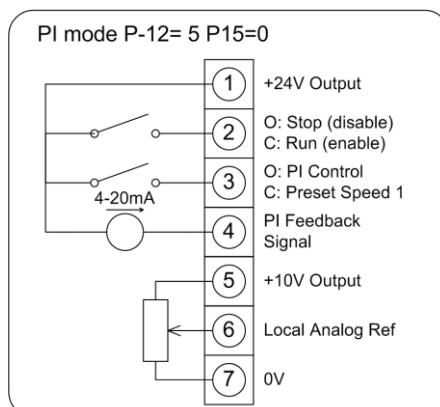 PI mode P-12= 5 P15=0
1 +24V Output
2 O: Stop (disable)
C: Run (enable)
3 O: PI Control
C: Preset Speed 1
4-20mA
4 PI Feedback
Signal
5 +10V Output
6 Local Analog Ref
7 0V